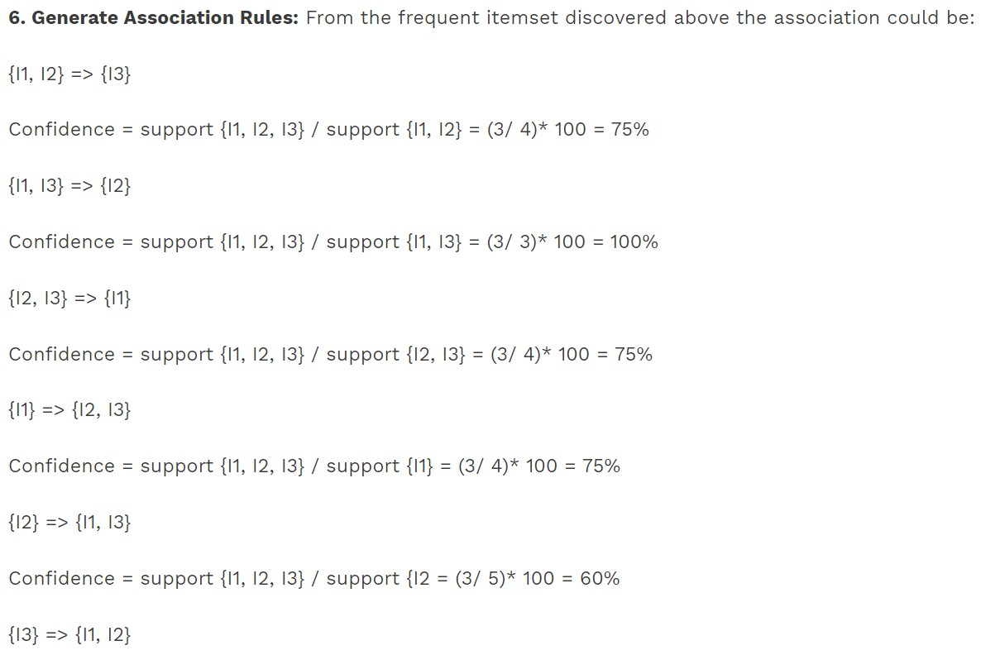 6. Generate Association Rules: From the frequent itemset discovered above the association could be:
{I1, I2} => {I3}
Confidence = support {I1, I2, I3} / support {I1, I2} = (3/ 4)* 100 = 75%
{I1, I3} => {I2}
Confidence = support {I1, I2, I3} / support {I1, I3} = (3/ 3)* 100 = 100%
{I2, I3} => {I1}
Confidence = support {I1, I2, I3} / support {I2, I3} = (3/ 4)* 100 = 75%
{I1} => {I2, I3}
Confidence = support {I1, I2, I3} / support {I1} = (3/ 4)* 100 = 75%
{I2} => {I1, I3}
Confidence = support {I1, I2, I3} / support {I2 = (3/ 5)* 100 = 60%
{I3} => {I1, I2}